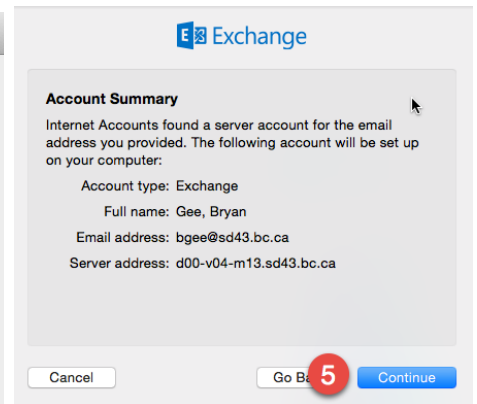 Exchange
Account Summary
Internet Accounts found a server account for the email
address you provided. The following account will be set up
on your computer:
Account type: Exchange
Full name: Gee, Bryan
Email address: bgee@sd43.bc.ca
Server address: d00-v04-m13.sd43.bc.ca
Cancel
Go
5
Continue